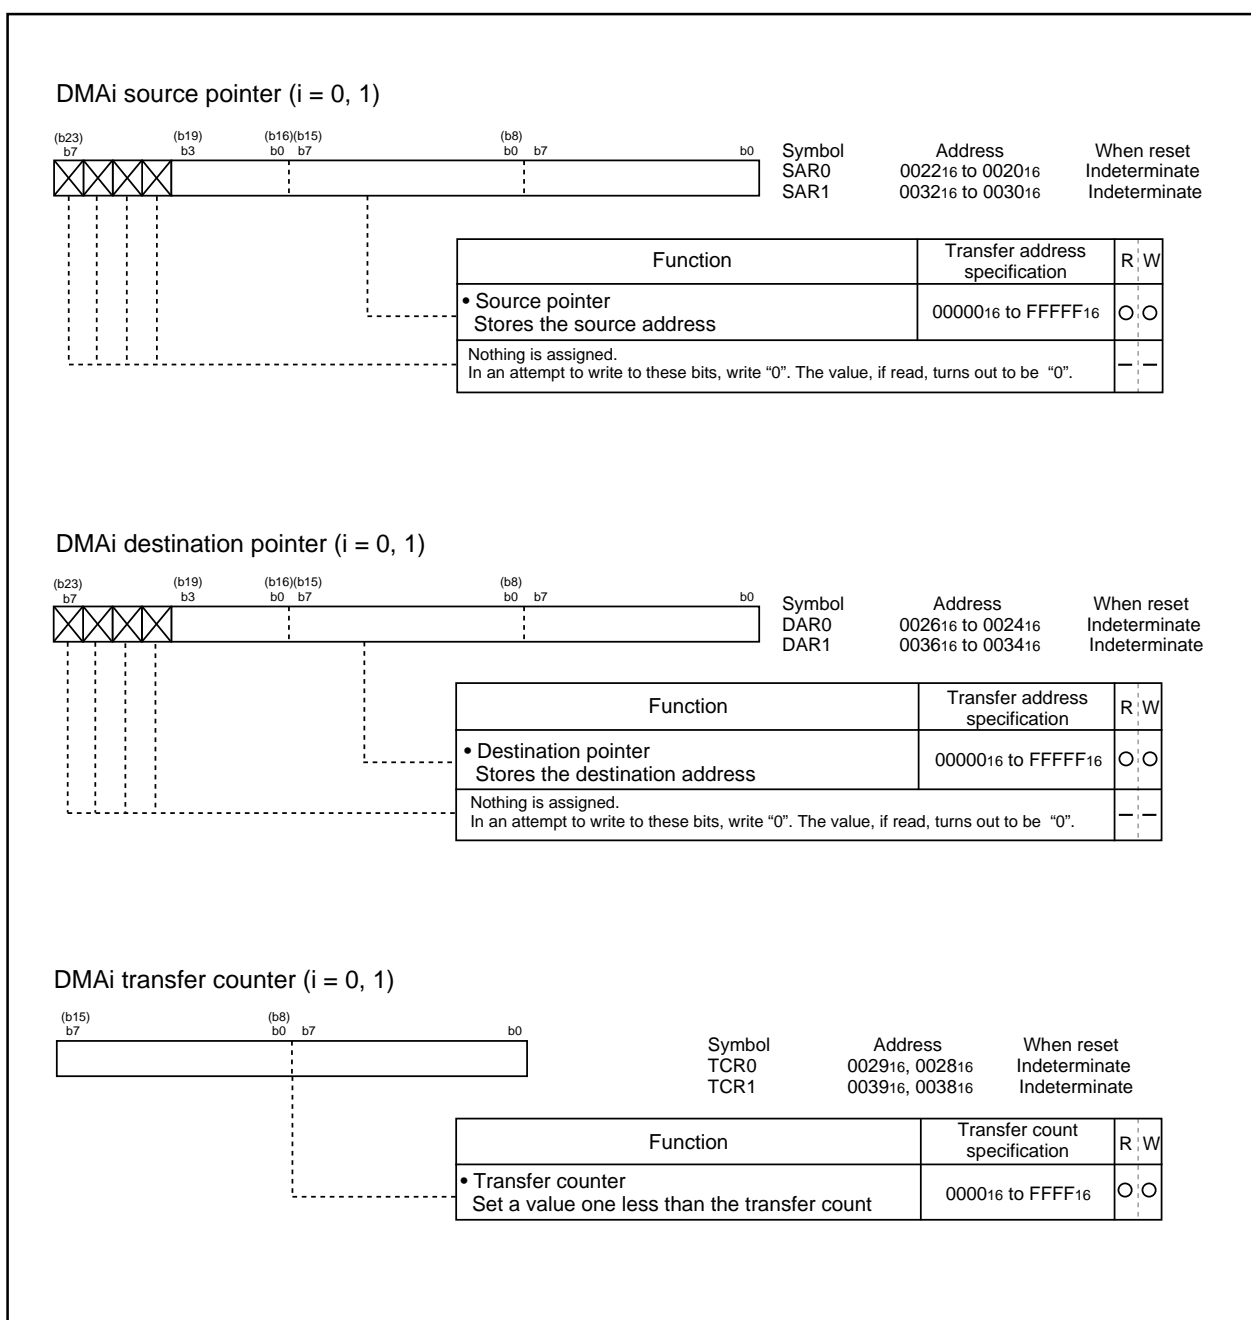 DMAi source pointer (i = 0, 1)
(b23) (b19) (b16)(b15) (b8)
b7 b3 b0 b7 b0 b7 b0
Symbol Address When reset
SAR0 002216 to 002016 Indeterminate
SAR1 003216 to 003016 Indeterminate
Function Transfer address specification R W
• Source pointer
Stores the source address
0000016 to FFFFF16
Nothing is assigned.
In an attempt to write to these bits, write “0”. The value, if read, turns out to be “0”.
DMAi destination pointer (i = 0, 1)
(b23) (b19) (b16)(b15) (b8)
b7 b3 b0 b7 b0 b7 b0
Symbol Address When reset
DAR0 002616 to 002416 Indeterminate
DAR1 003616 to 003416 Indeterminate
Function Transfer address specification R W
• Destination pointer
Stores the destination address
0000016 to FFFFF16
Nothing is assigned.
In an attempt to write to these bits, write “0”. The value, if read, turns out to be “0”.
DMAi transfer counter (i = 0, 1)
(b15) (b8)
b7 b0 b7 b0
Symbol Address When reset
TCR0 002916, 002816 Indeterminate
TCR1 003916, 003816 Indeterminate
Function Transfer count specification R W
• Transfer counter
Set a value one less than the transfer count
000016 to FFFF16